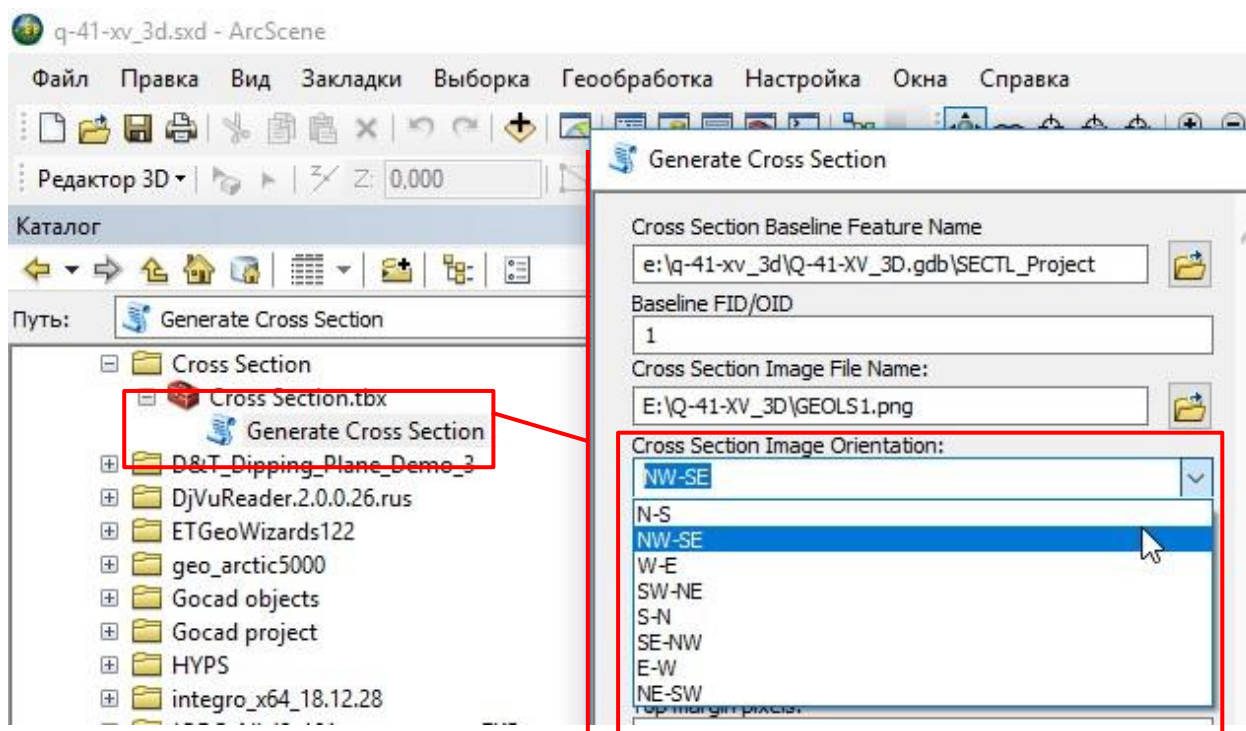 q-41-xv_3d.sxd - ArcScene
Файл Правка Вид Закладки Выборка Геообработка Настройка Окна Справка
Редактор 3D Z: 0,000
Каталог
Путь: Generate Cross Section
Cross Section
Cross Section.tbx
Generate Cross Section
D&T_Dipping_Plane_Demo_3
DjVuReader.2.0.0.26.rus
ETGeoWizards122
geo_arctic5000
Gocad objects
Gocad project
HYPS
integro_x64_18.12.28
Generate Cross Section
Cross Section Baseline Feature Name
e:\q-41-xv_3d\Q-41-XV_3D.gdb\SECTL_Project
Baseline FID/OID
1
Cross Section Image File Name:
E:\Q-41-XV_3D\GEOLS1.png
Cross Section Image Orientation:
NW-SE
N-S
NW-SE
W-E
SW-NE
S-N
SE-NW
E-W
NE-SW
Top margin pixels: